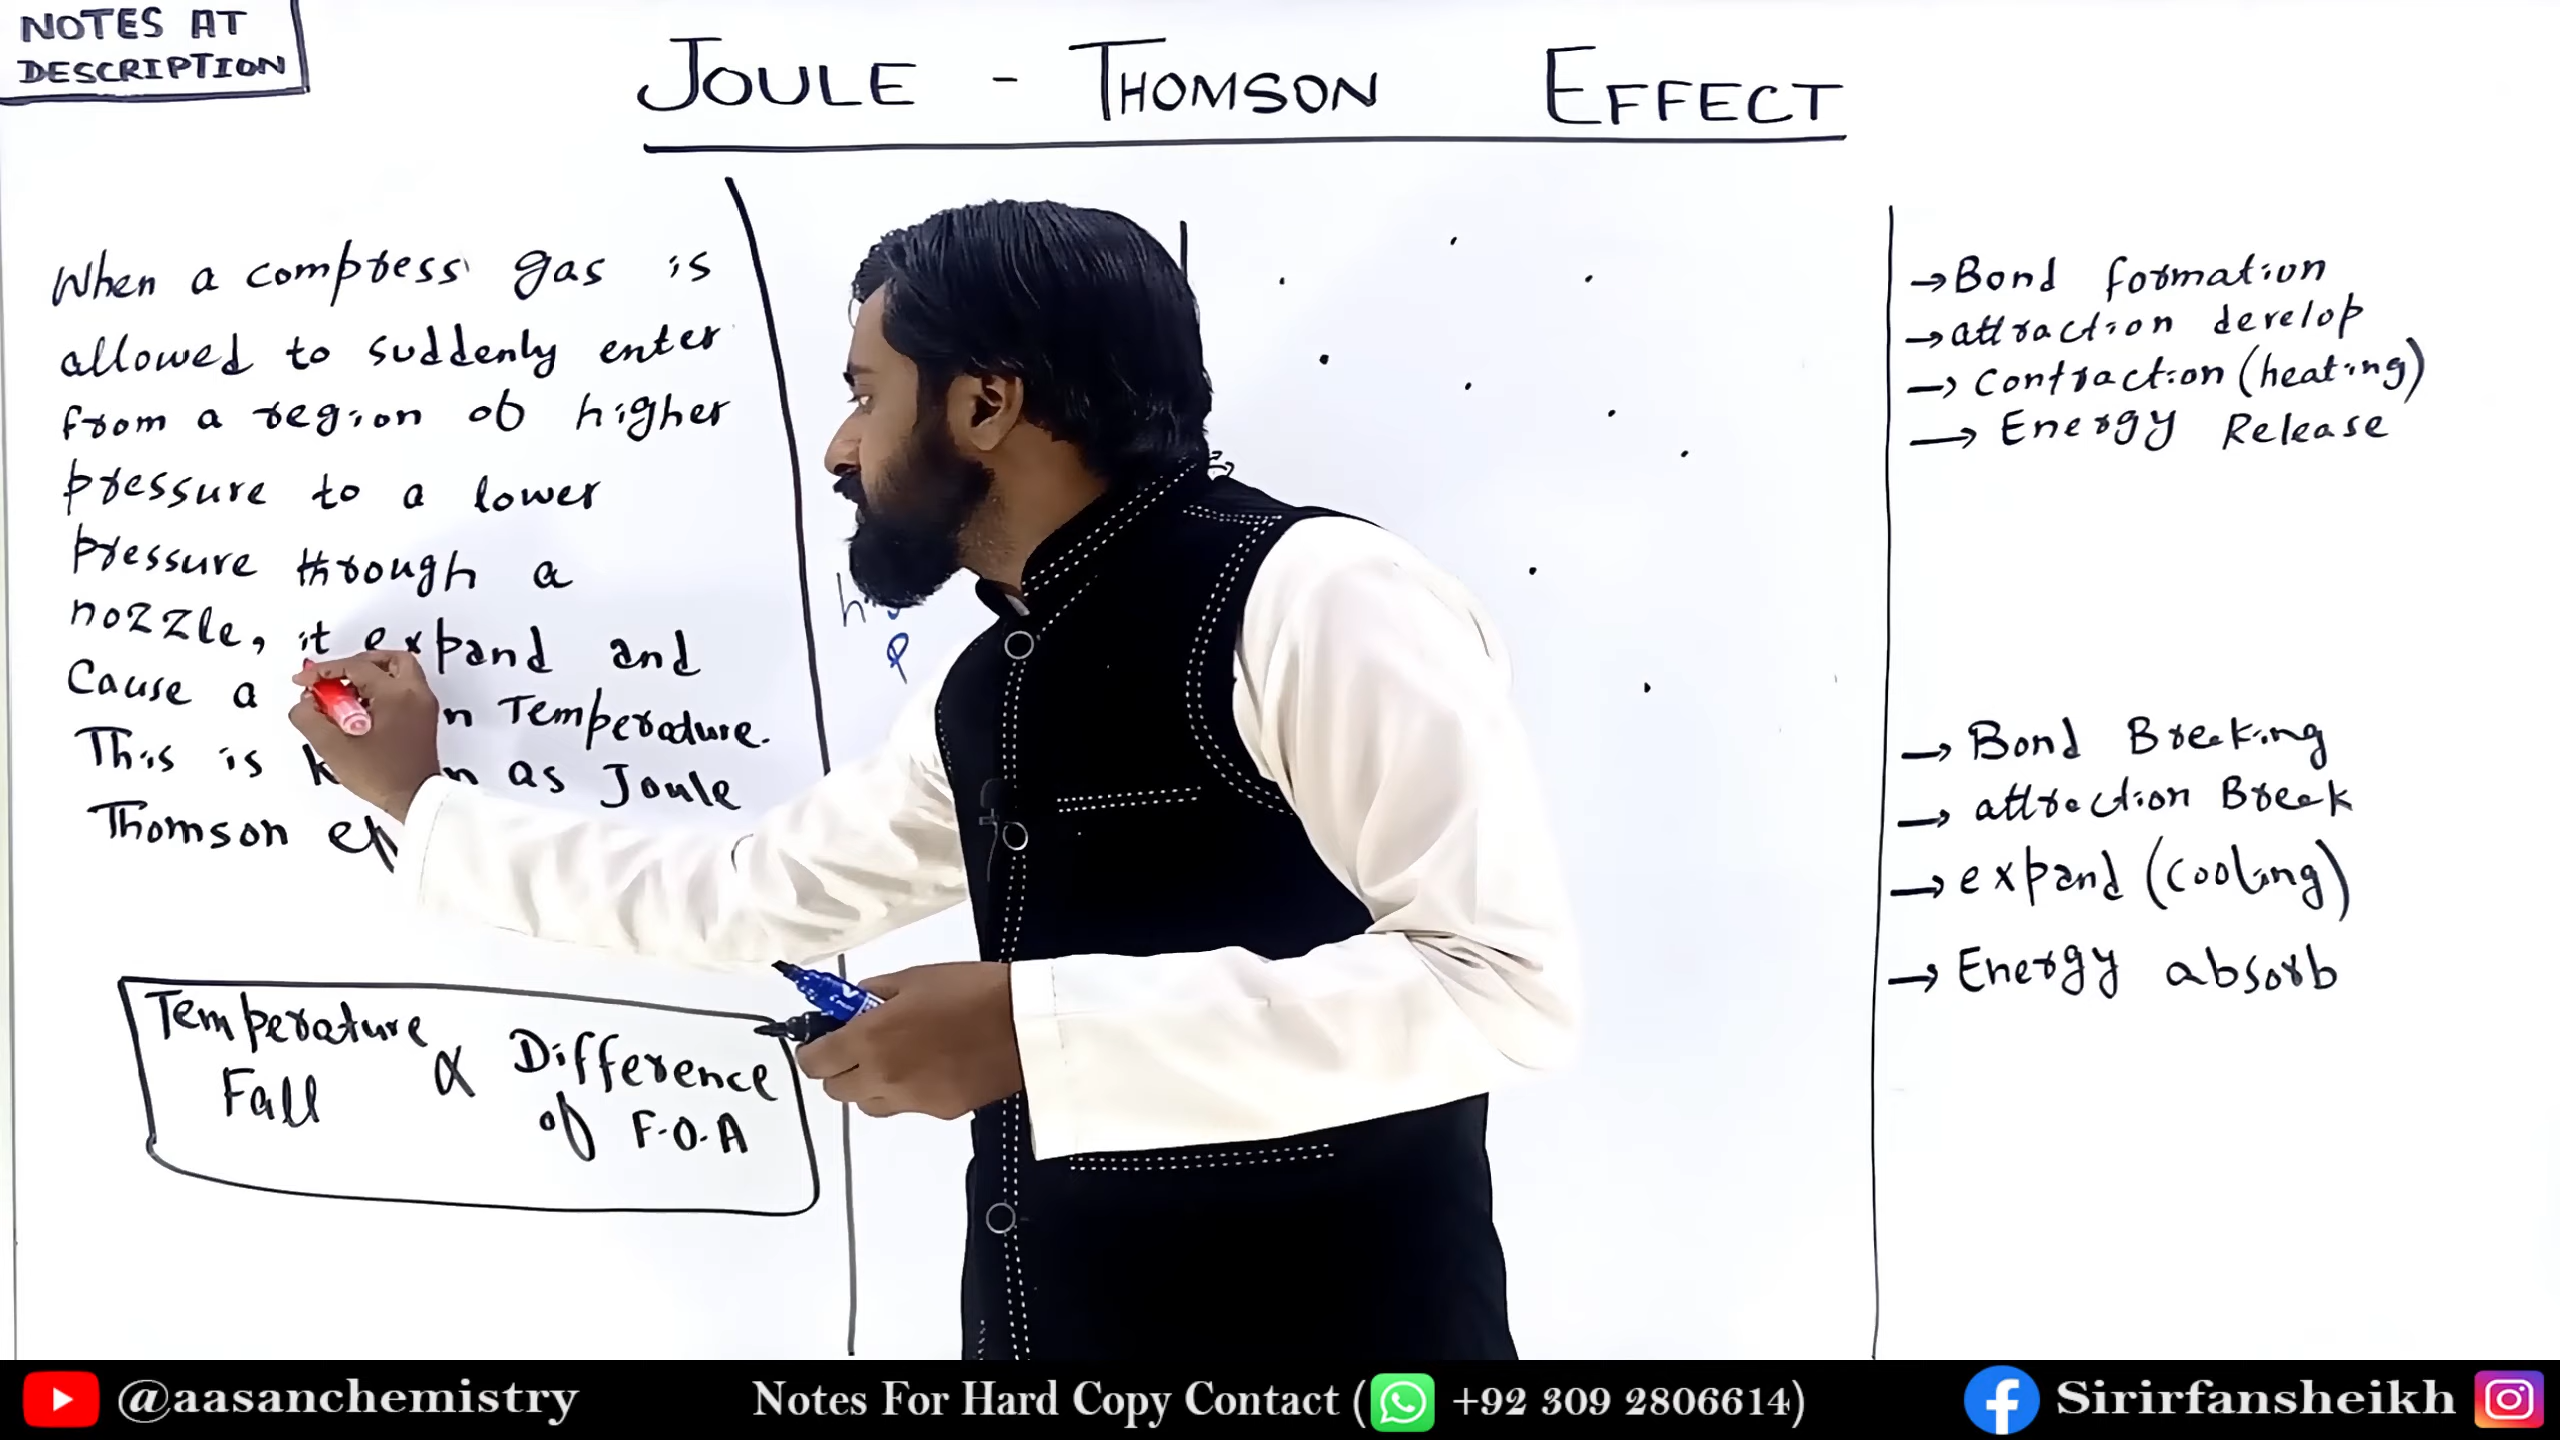 NOTES AT
DESCRIPTION
JOULE - THOMSON EFFECT
When a compress gas is
allowed to suddenly enter
from a region of higher
pressure to a lower
pressure through a
nozzle, it expand and
Cause a n Temperature.
This is as Joule
Thomson
Temperature
Fall
∝
Difference
of F.O.A
P
→ Bond formation
→ attraction develop
→ Contraction (heating)
→ Energy Release
→ Bond Breaking
→ attraction Break
→ expand (cooling)
→ Energy absorb
@aasanchemistry
Notes For Hard Copy Contact ( +92 309 2806614)
Sirirfansheikh